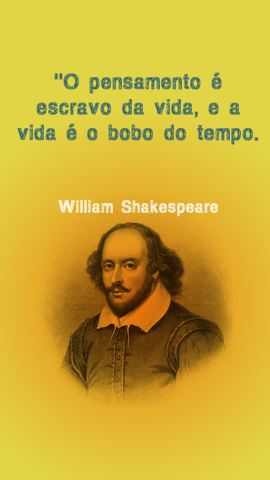 "O pensamento é
escravo da vida, e a
vida é o bobo do tempo.
William Shakespeare